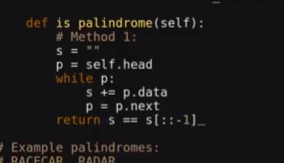 def is_palindrome(self):
# Method 1:
s = ""
p = self.head
while p:
s += p.data
p = p.next
return s == s[::-1]_
# Example palindromes:
# RACECAR, RADAR